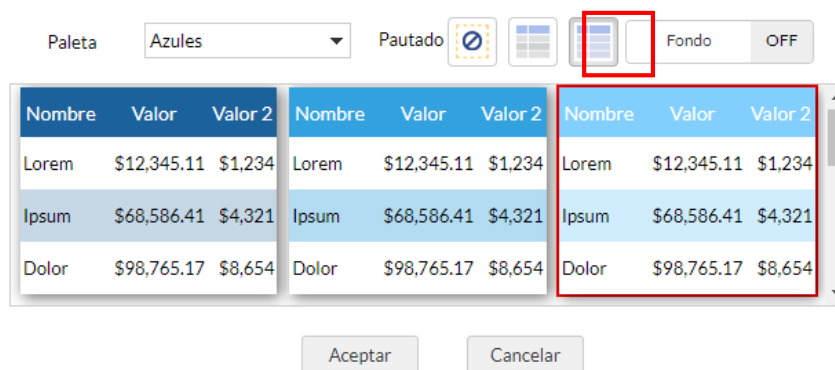 Paleta Azules Pautado Fondo OFF
Nombre Valor Valor 2 Nombre Valor Valor 2 Nombre Valor Valor 2
Lorem $12,345.11 $1,234 Lorem $12,345.11 $1,234 Lorem $12,345.11 $1,234
Ipsum $68,586.41 $4,321 Ipsum $68,586.41 $4,321 Ipsum $68,586.41 $4,321
Dolor $98,765.17 $8,654 Dolor $98,765.17 $8,654 Dolor $98,765.17 $8,654
Aceptar Cancelar